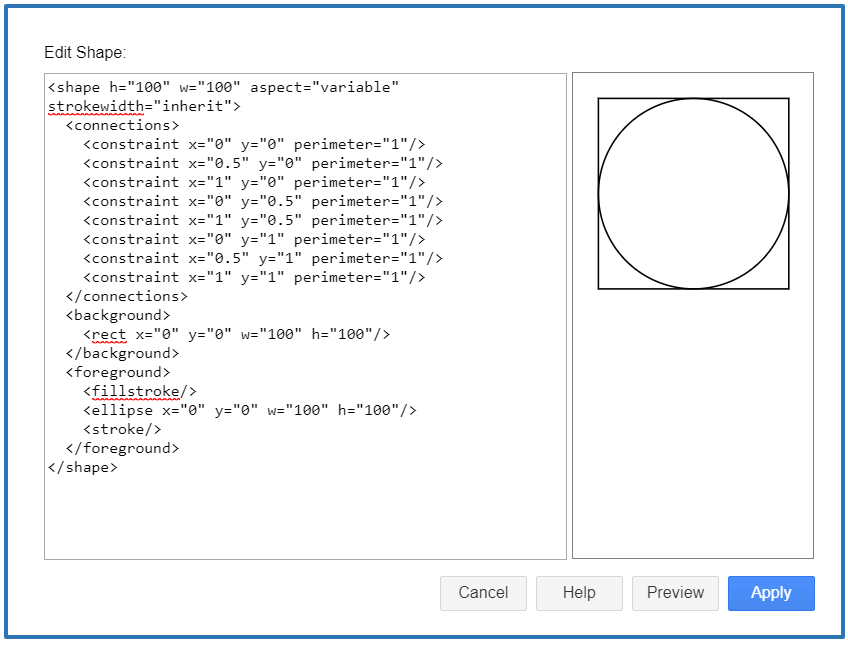 Edit Shape:
<shape h="100" w="100" aspect="variable"
strokewidth="inherit">
  <connections>
    <constraint x="0" y="0" perimeter="1"/>
    <constraint x="0.5" y="0" perimeter="1"/>
    <constraint x="1" y="0" perimeter="1"/>
    <constraint x="0" y="0.5" perimeter="1"/>
    <constraint x="1" y="0.5" perimeter="1"/>
    <constraint x="0" y="1" perimeter="1"/>
    <constraint x="0.5" y="1" perimeter="1"/>
    <constraint x="1" y="1" perimeter="1"/>
  </connections>
  <background>
    <rect x="0" y="0" w="100" h="100"/>
  </background>
  <foreground>
    <fillstroke/>
    <ellipse x="0" y="0" w="100" h="100"/>
    <stroke/>
  </foreground>
</shape>
Cancel Help Preview Apply